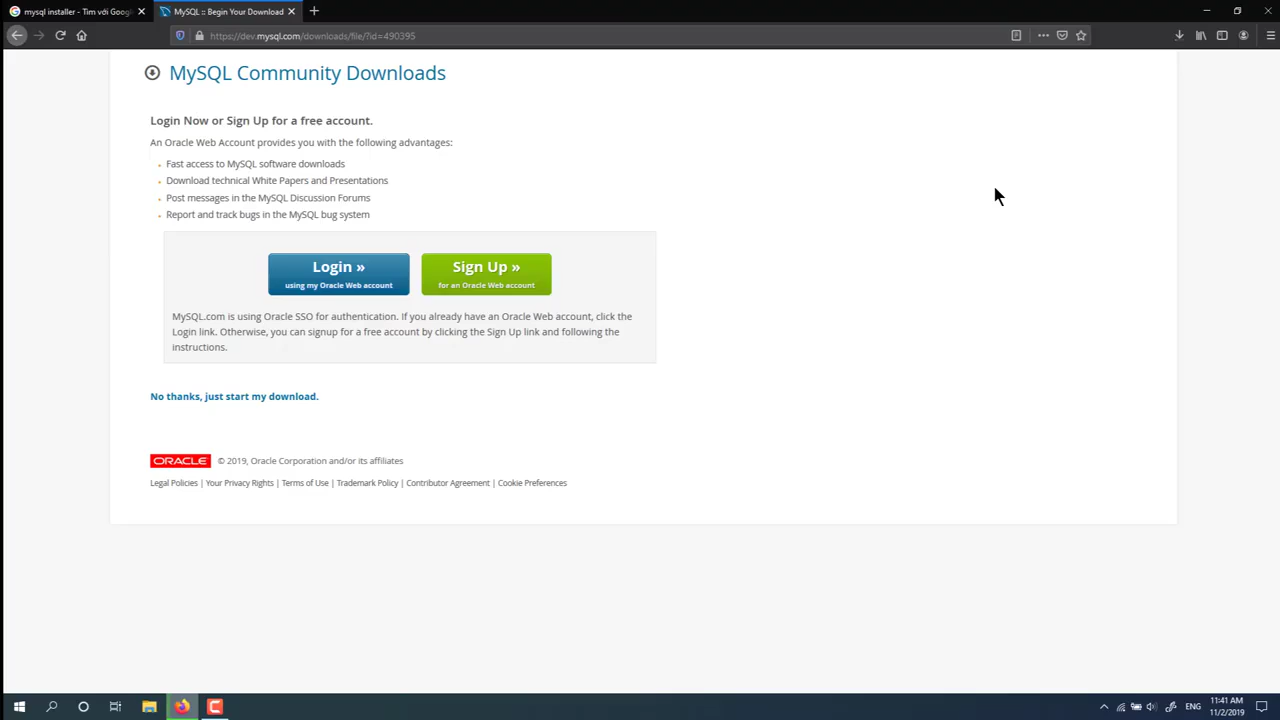 mysql installer - Tìm với Googl
MySQL :: Begin Your Download
https://dev.mysql.com/downloads/file/?id=490395
MySQL Community Downloads
Login Now or Sign Up for a free account.
An Oracle Web Account provides you with the following advantages:
Fast access to MySQL software downloads
Download technical White Papers and Presentations
Post messages in the MySQL Discussion Forums
Report and track bugs in the MySQL bug system
Login »
using my Oracle Web account
Sign Up »
for an Oracle Web account
MySQL.com is using Oracle SSO for authentication. If you already have an Oracle Web account, click the
Login link. Otherwise, you can signup for a free account by clicking the Sign Up link and following the
instructions.
No thanks, just start my download.
ORACLE © 2019, Oracle Corporation and/or its affiliates
Legal Policies | Your Privacy Rights | Terms of Use | Trademark Policy | Contributor Agreement | Cookie Preferences
ENG
11:41 AM
11/2/2019